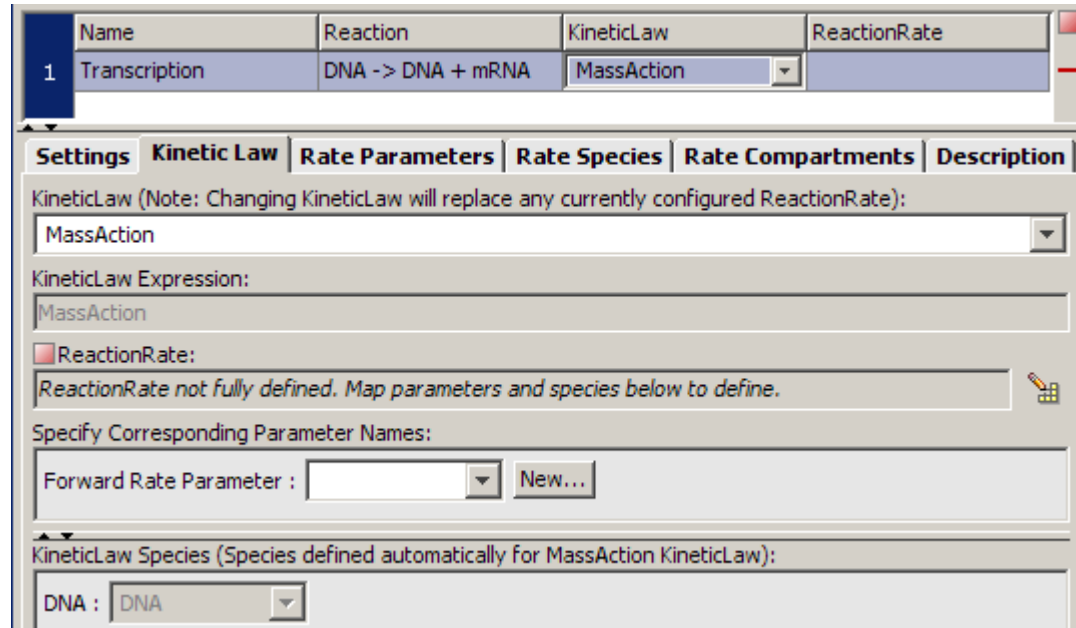 Name Reaction KineticLaw ReactionRate
1 Transcription DNA -> DNA + mRNA MassAction
Settings Kinetic Law Rate Parameters Rate Species Rate Compartments Description
KineticLaw (Note: Changing KineticLaw will replace any currently configured ReactionRate):
MassAction
KineticLaw Expression:
MassAction
ReactionRate:
ReactionRate not fully defined. Map parameters and species below to define.
Specify Corresponding Parameter Names:
Forward Rate Parameter : New...
KineticLaw Species (Species defined automatically for MassAction KineticLaw):
DNA : DNA